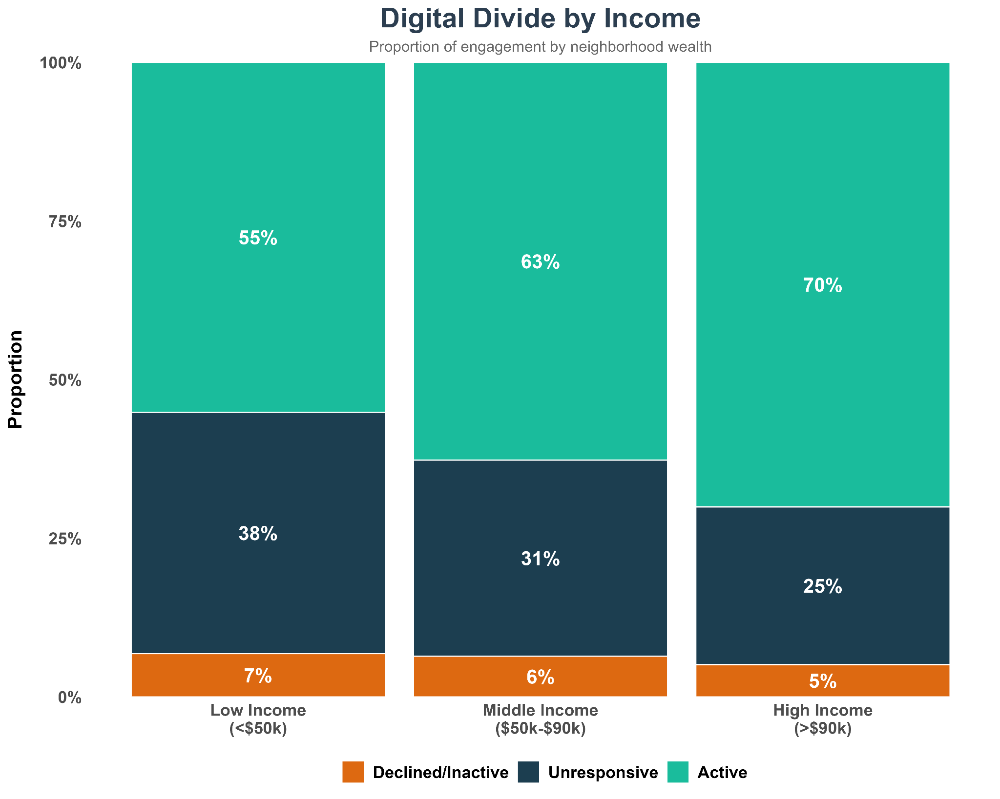 Digital Divide by Income
Proportion of engagement by neighborhood wealth
Proportion
100%
75%
50%
25%
0%
55%
38%
7%
63%
31%
6%
70%
25%
5%
Low Income
(<$50k)
Middle Income
($50k-$90k)
High Income
(>$90k)
Declined/Inactive
Unresponsive
Active